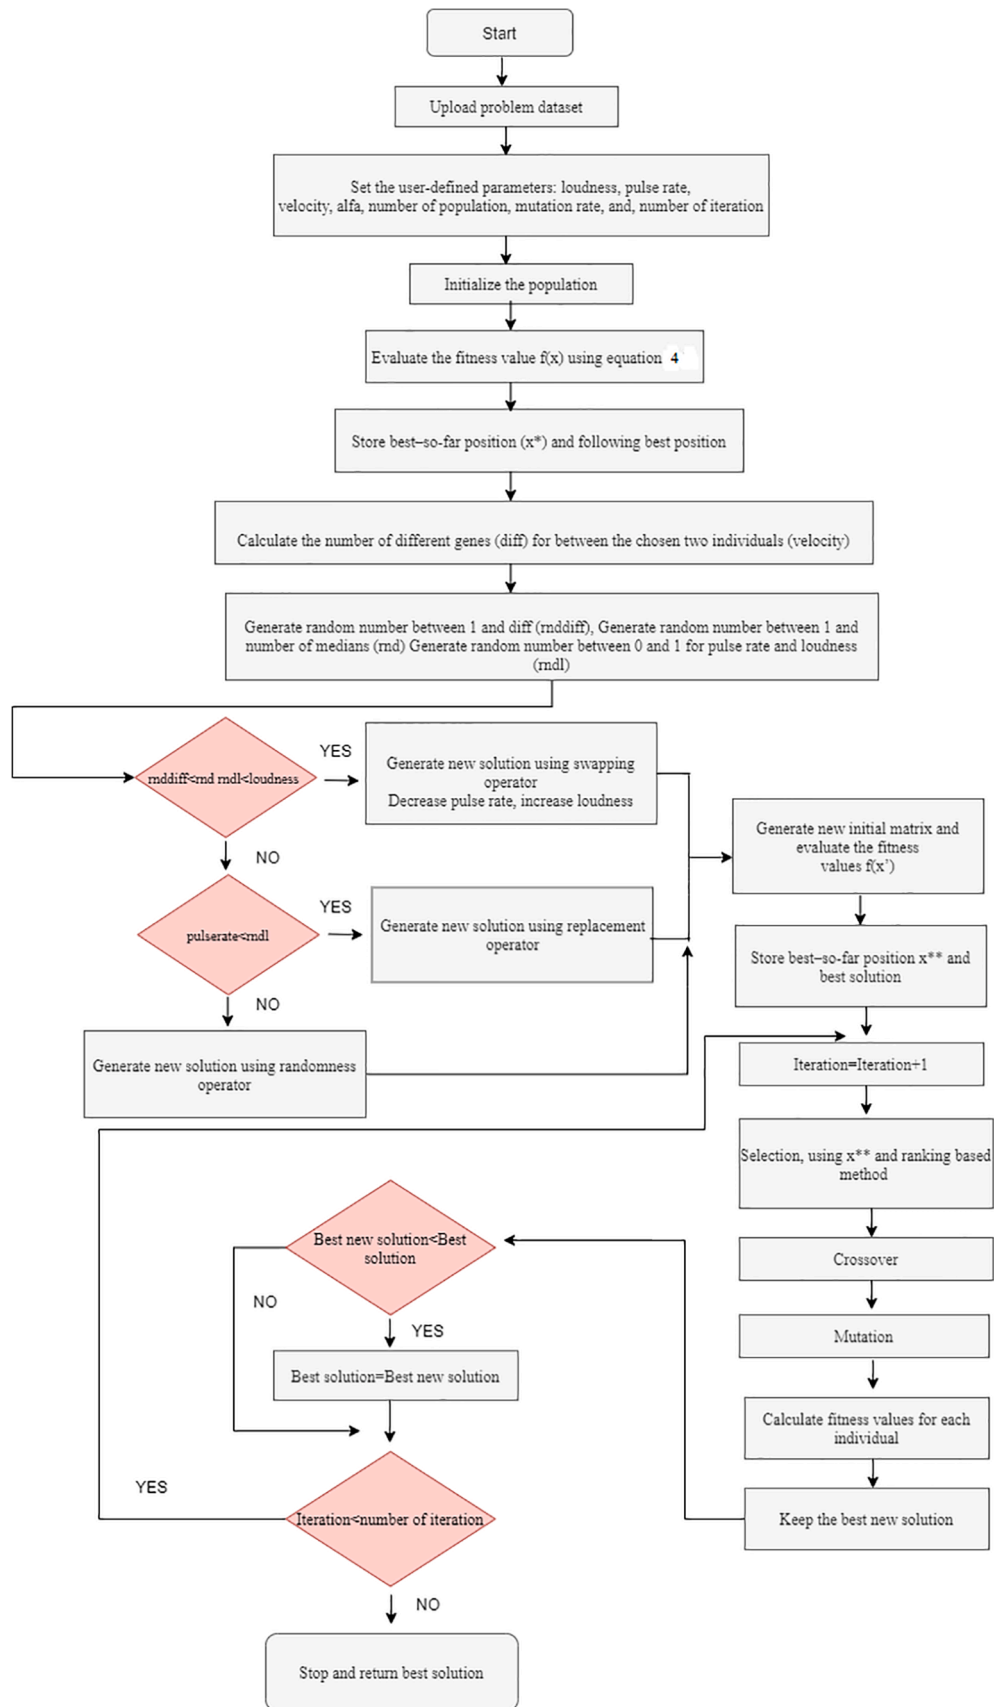 Start
Upload problem dataset
Set the user-defined parameters: loudness, pulse rate,
velocity, alfa, number of population, mutation rate, and, number of iteration
Initialize the population
Evaluate the fitness value f(x) using equation 4
Store best–so-far position (x*) and following best position
Calculate the number of different genes (diff) for between the chosen two individuals (velocity)
Generate random number between 1 and diff (rnddiff), Generate random number between 1 and
number of medians (rnd) Generate random number between 0 and 1 for pulse rate and loudness
(rndl)
rnddiff<rnd rndl<loudness
YES
Generate new solution using swapping
operator
Decrease pulse rate, increase loudness
NO
pulserate<rndl
YES
Generate new solution using replacement
operator
NO
Generate new solution using randomness
operator
Generate new initial matrix and
evaluate the fitness
values f(x’)
Store best–so-far position x** and
best solution
Iteration=Iteration+1
Selection, using x** and ranking based
method
Crossover
Mutation
Calculate fitness values for each
individual
Keep the best new solution
Best new solution<Best
solution
NO
YES
Best solution=Best new solution
YES
Iteration<number of iteration
NO
Stop and return best solution